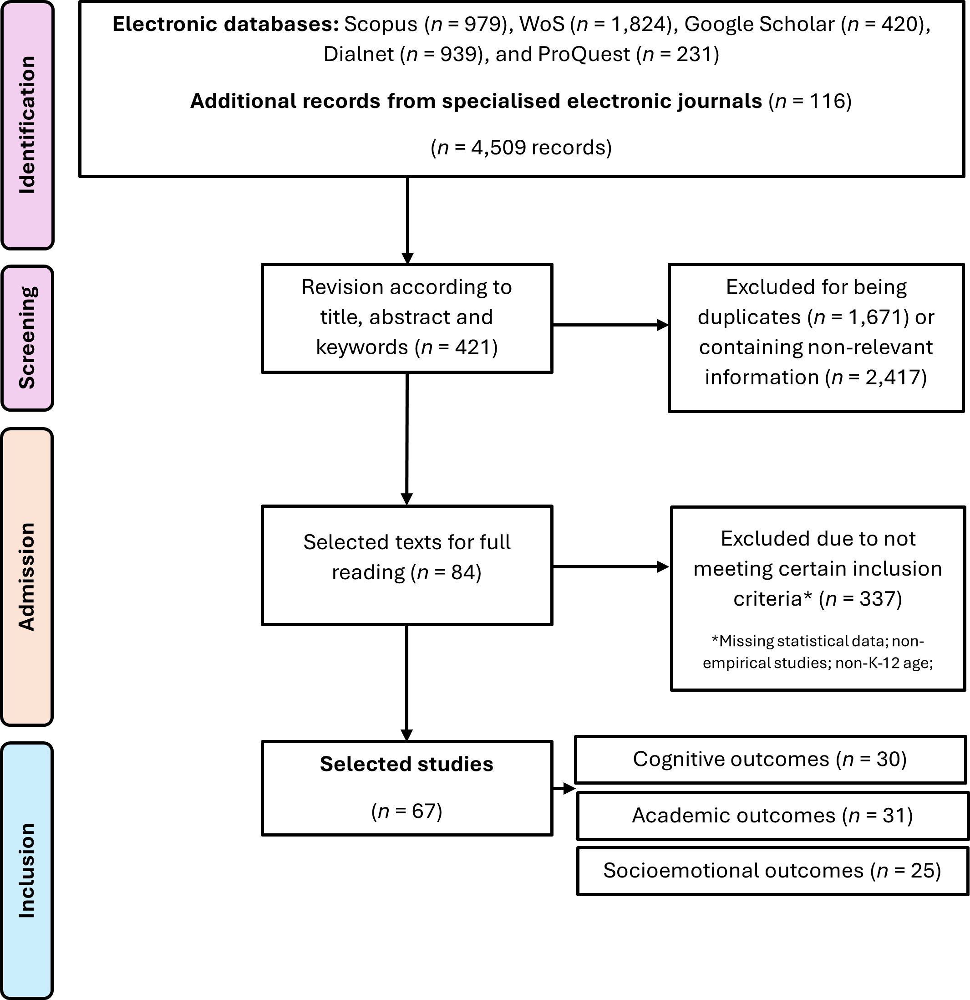 Identification
Electronic databases: Scopus (n = 979), WoS (n = 1,824), Google Scholar (n = 420),
Dialnet (n = 939), and ProQuest (n = 231)
Additional records from specialised electronic journals (n = 116)
(n = 4,509 records)
Screening
Revision according to
title, abstract and
keywords (n = 421)
Excluded for being
duplicates (n = 1,671) or
containing non-relevant
information (n = 2,417)
Admission
Selected texts for full
reading (n = 84)
Excluded due to not
meeting certain inclusion
criteria* (n = 337)
*Missing statistical data; non-
empirical studies; non-K-12 age;
Inclusion
Selected studies
(n = 67)
Cognitive outcomes (n = 30)
Academic outcomes (n = 31)
Socioemotional outcomes (n = 25)